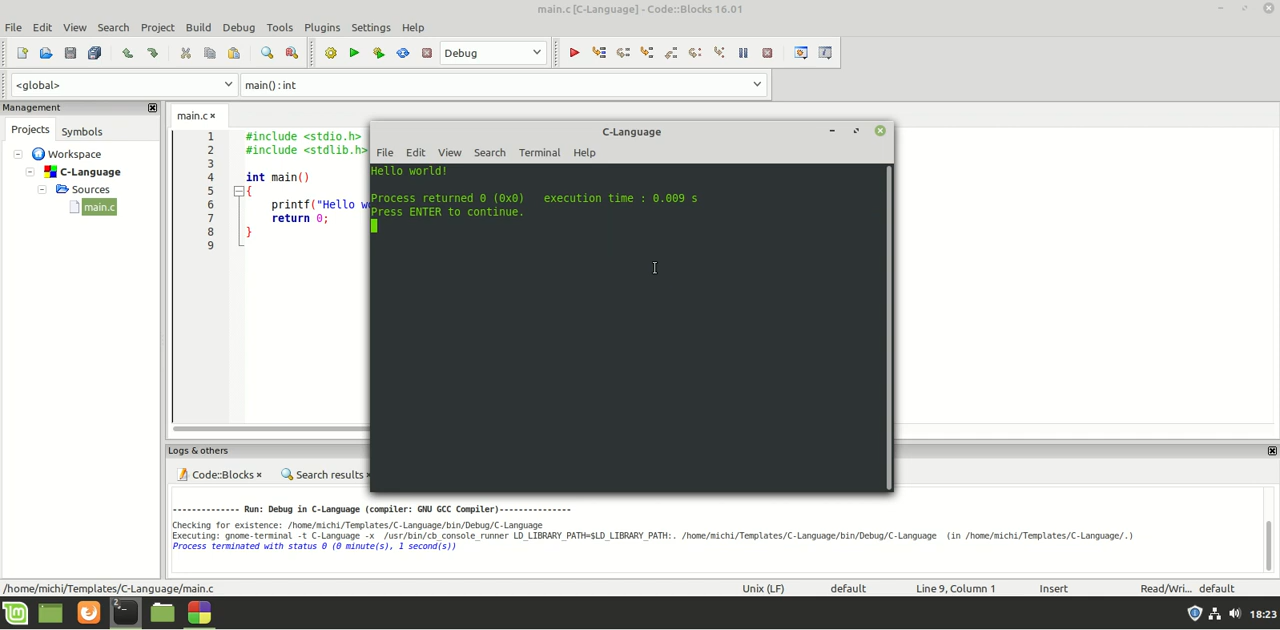 main.c [C-Language] - Code::Blocks 16.01
File Edit View Search Project Build Debug Tools Plugins Settings Help
Debug
<global> main() : int
Management
Projects Symbols
Workspace
C-Language
Sources
main.c
main.c
1 #include <stdio.h>
2 #include <stdlib.h>
3
4 int main()
5 {
6 printf("Hello w
7 return 0;
8 }
9
C-Language
File Edit View Search Terminal Help
Hello world!
Process returned 0 (0x0) execution time : 0.009 s
Press ENTER to continue.
Logs & others
Code::Blocks Search results
-------------- Run: Debug in C-Language (compiler: GNU GCC Compiler)---------------
Checking for existence: /home/michi/Templates/C-Language/bin/Debug/C-Language
Executing: gnome-terminal -t C-Language -x /usr/bin/cb_console_runner LD_LIBRARY_PATH=$LD_LIBRARY_PATH:. /home/michi/Templates/C-Language/bin/Debug/C-Language (in /home/michi/Templates/C-Language/.)
Process terminated with status 0 (0 minute(s), 1 second(s))
/home/michi/Templates/C-Language/main.c Unix (LF) default Line 9, Column 1 Insert Read/Wri... default
18:23